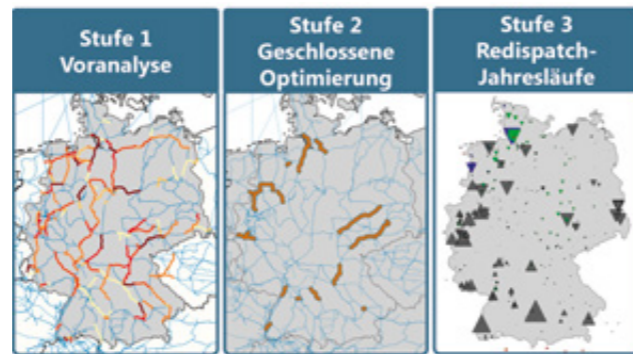 Stufe 1
Voranalyse
Stufe 2
Geschlossene
Optimierung
Stufe 3
Redispatch-
Jahresläufe